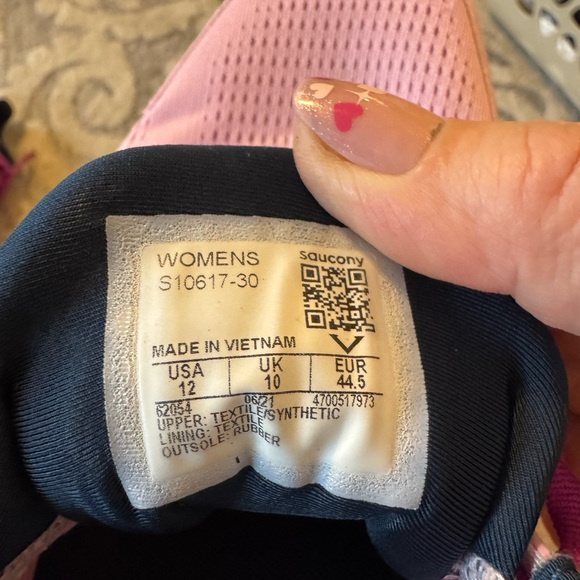 WOMENS
saucony
S10617-30
MADE IN VIETNAM
USA UK EUR
12 10 44.5
62054 06/21 4700517973
UPPER: TEXTILE/SYNTHETIC
LINING: TEXTILE
OUTSOLE: RUBBER